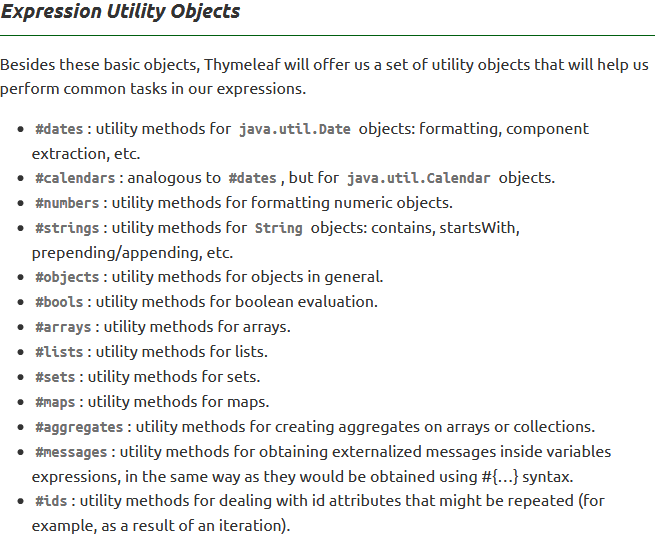 Expression Utility Objects
Besides these basic objects, Thymeleaf will offer us a set of utility objects that will help us
perform common tasks in our expressions.
• #dates : utility methods for java.util.Date objects: formatting, component
extraction, etc.
• #calendars : analogous to #dates , but for java.util.Calendar objects.
• #numbers : utility methods for formatting numeric objects.
• #strings : utility methods for String objects: contains, startsWith,
prepending/appending, etc.
• #objects : utility methods for objects in general.
• #bools : utility methods for boolean evaluation.
• #arrays : utility methods for arrays.
• #lists : utility methods for lists.
• #sets : utility methods for sets.
• #maps : utility methods for maps.
• #aggregates : utility methods for creating aggregates on arrays or collections.
• #messages : utility methods for obtaining externalized messages inside variables
expressions, in the same way as they would be obtained using #{…} syntax.
• #ids : utility methods for dealing with id attributes that might be repeated (for
example, as a result of an iteration).